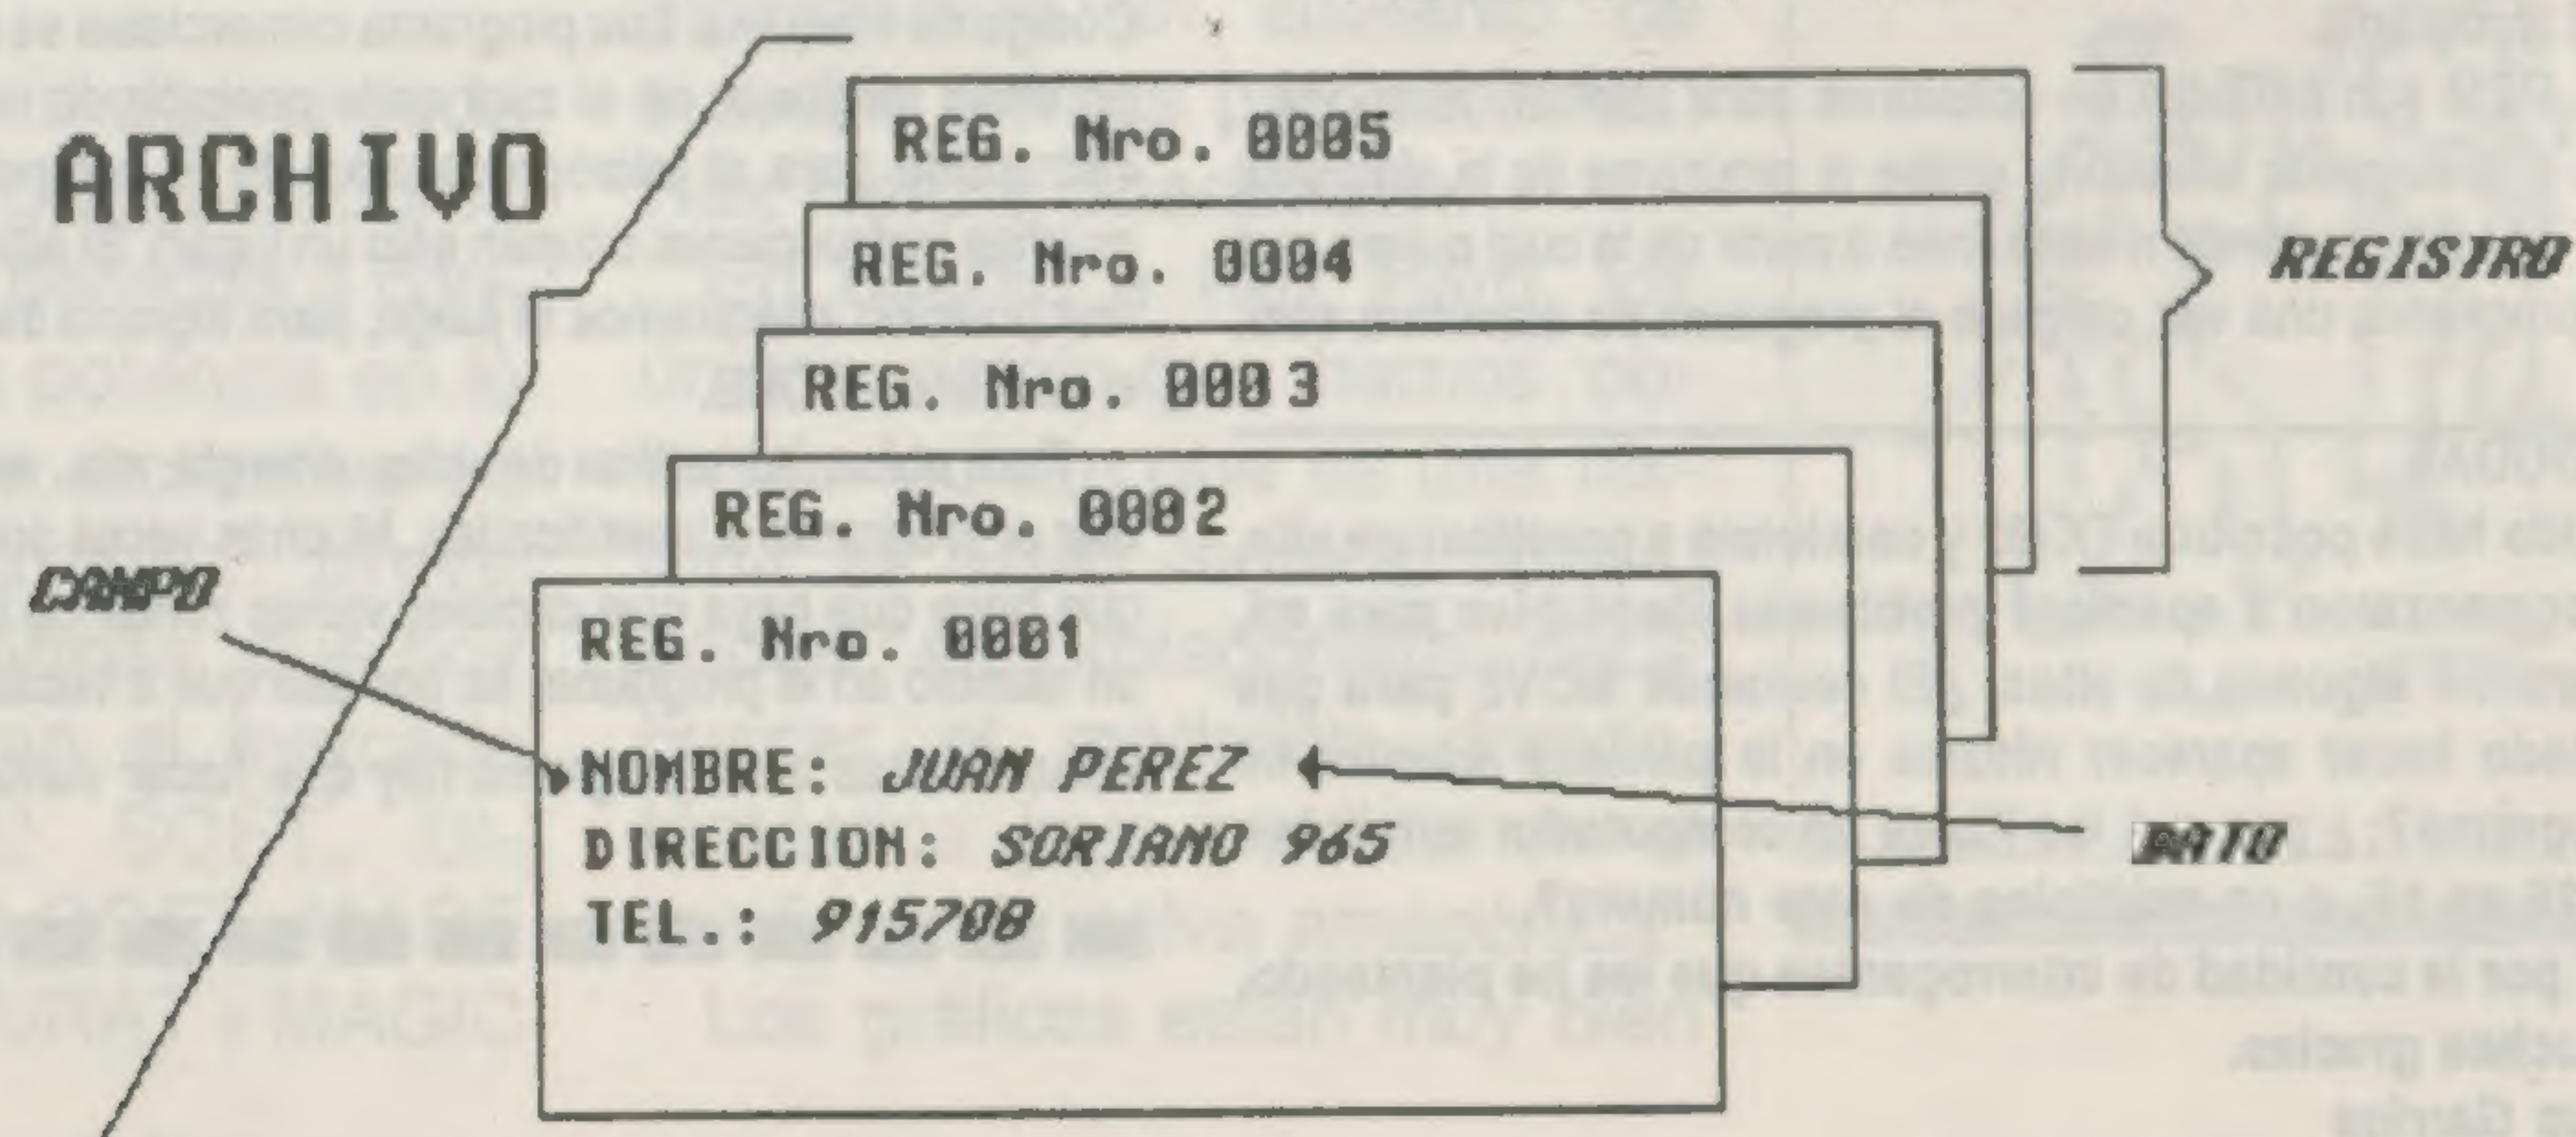 ARCHIVO
REG. Nro. 0005
REG. Nro. 0004
REGISTRO
REG. Nro. 0003
REG. Nro. 0002
CAMPO
REG. Nro. 0001
NOMBRE: JUAN PEREZ
DIRECCION: SORIANO 965
DATO
TEL.: 915708